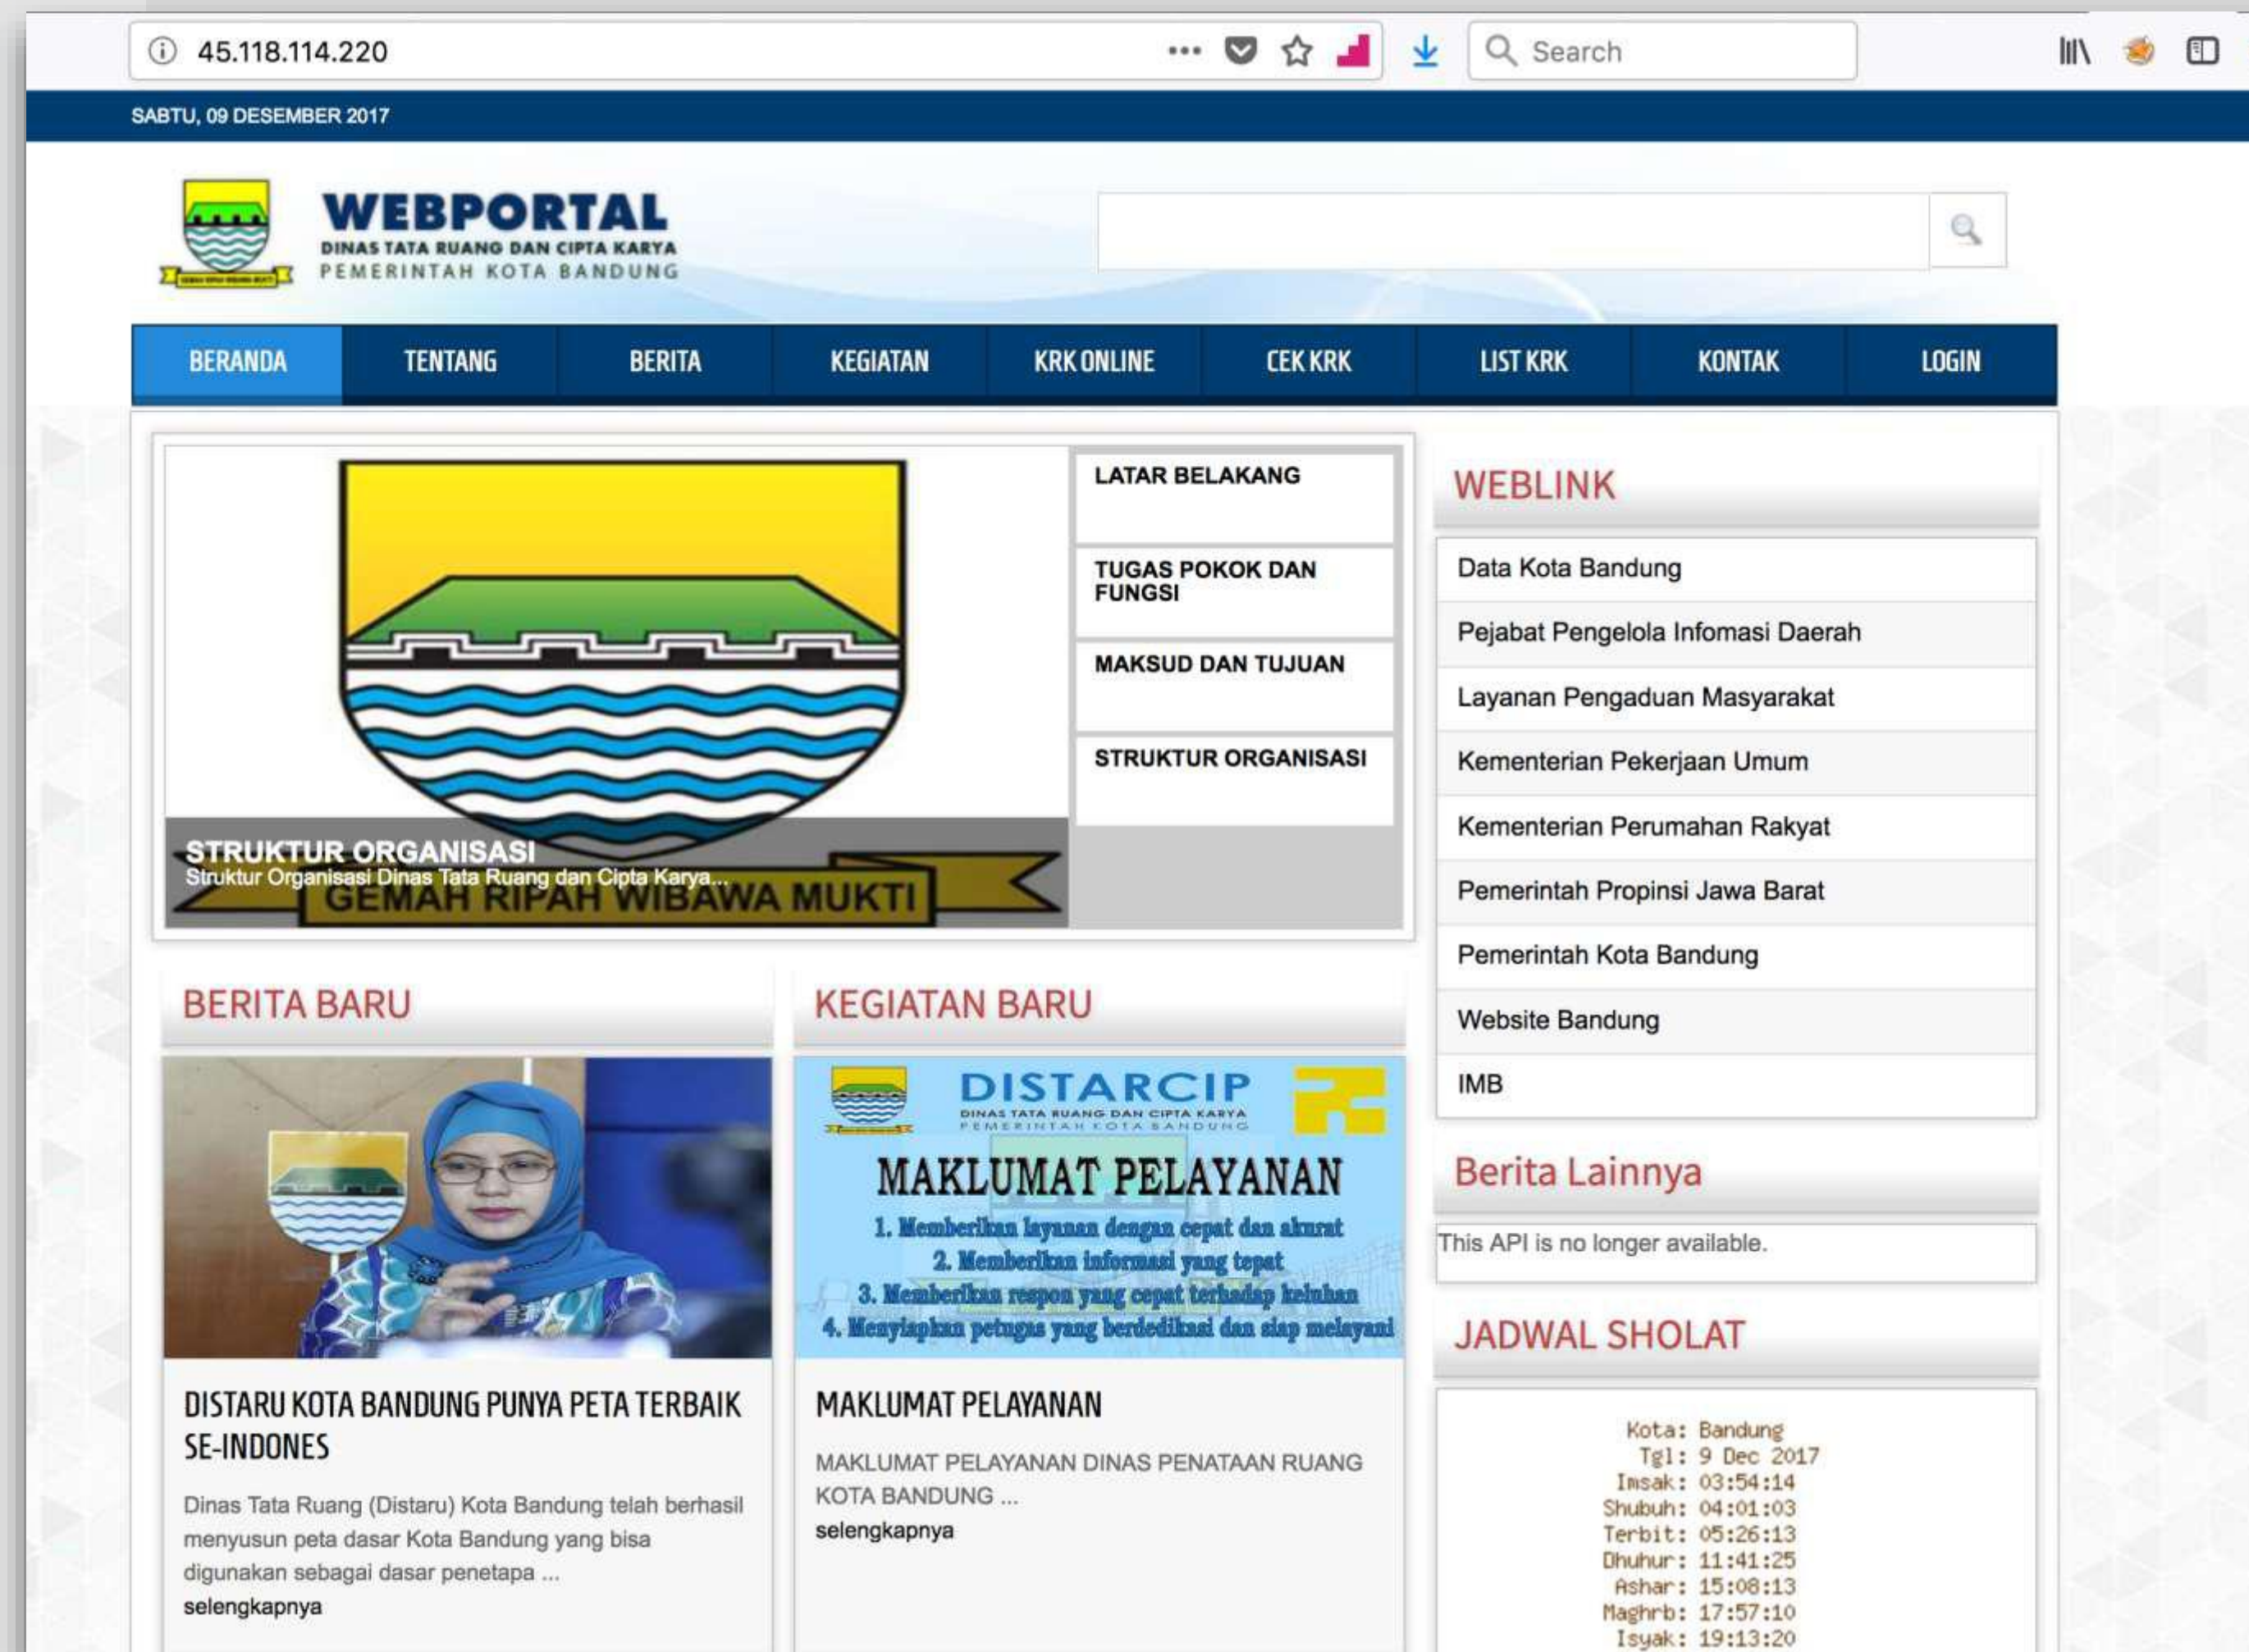 45.118.114.220
Search
SABTU, 09 DESEMBER 2017
WEBPORTAL
DINAS TATA RUANG DAN CIPTA KARYA
PEMERINTAH KOTA BANDUNG
BERANDA TENTANG BERITA KEGIATAN KRK ONLINE CEK KRK LIST KRK KONTAK LOGIN
STRUKTUR ORGANISASI
Struktur Organisasi Dinas Tata Ruang dan Cipta Karya...
GEMAH RIPAH WIBAWA MUKTI
LATAR BELAKANG
TUGAS POKOK DAN
FUNGSI
MAKSUD DAN TUJUAN
STRUKTUR ORGANISASI
WEBLINK
Data Kota Bandung
Pejabat Pengelola Infomasi Daerah
Layanan Pengaduan Masyarakat
Kementerian Pekerjaan Umum
Kementerian Perumahan Rakyat
Pemerintah Propinsi Jawa Barat
Pemerintah Kota Bandung
Website Bandung
IMB
BERITA BARU
DISTARU KOTA BANDUNG PUNYA PETA TERBAIK
SE-INDONES
Dinas Tata Ruang (Distaru) Kota Bandung telah berhasil
menyusun peta dasar Kota Bandung yang bisa
digunakan sebagai dasar penetapa ...
selengkapnya
KEGIATAN BARU
DISTARCIP
DINAS TATA RUANG DAN CIPTA KARYA
PEMERINTAH KOTA BANDUNG
MAKLUMAT PELAYANAN
1. Memberikan layanan dengan cepat dan akurat
2. Memberikan informasi yang tepat
3. Memberikan respon yang cepat terhadap keluhan
4. Menyiapkan petugas yang berdedikasi dan siap melayani
MAKLUMAT PELAYANAN
MAKLUMAT PELAYANAN DINAS PENATAAN RUANG
KOTA BANDUNG ...
selengkapnya
Berita Lainnya
This API is no longer available.
JADWAL SHOLAT
Kota: Bandung
Tgl: 9 Dec 2017
Imsak: 03:54:14
Shubuh: 04:01:03
Terbit: 05:26:13
Dhuhur: 11:41:25
Ashar: 15:08:13
Maghrb: 17:57:10
Isyak: 19:13:20